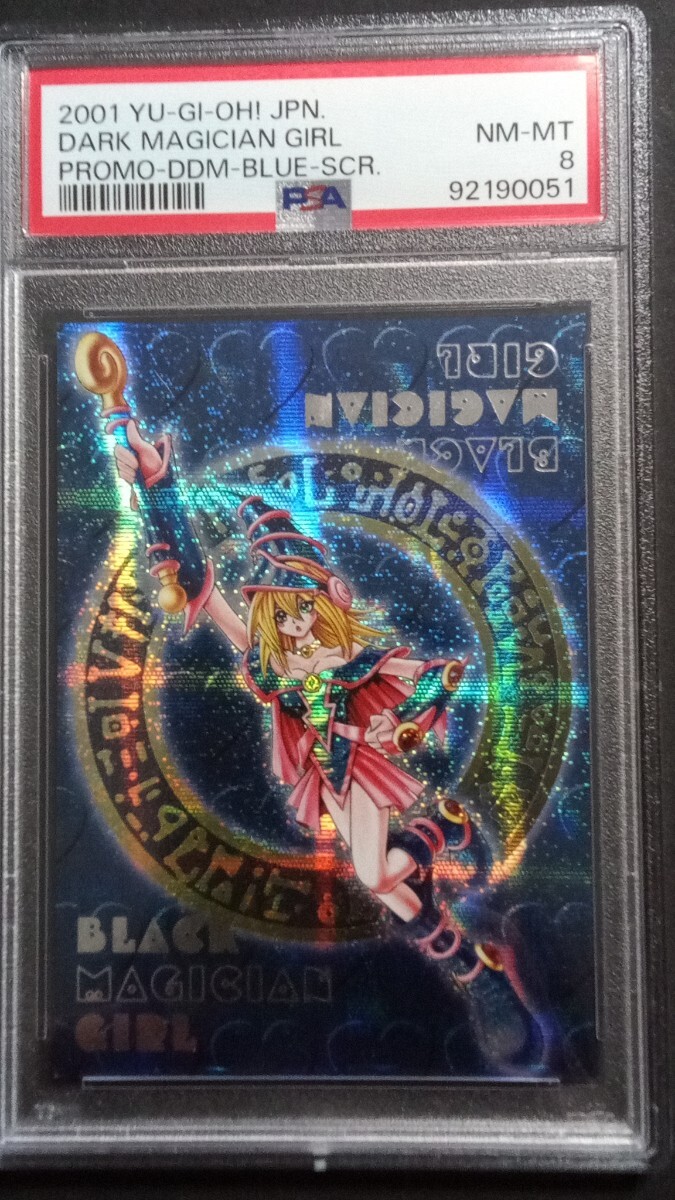 2001 YU-GI-OH! JPN.
DARK MAGICIAN GIRL
NM-MT
8
PROMO-DDM-BLUE-SCR.
92190051
PSA
GIRL
MAGICIAN
BLACK
BLACK
MAGICIAN
GIRL